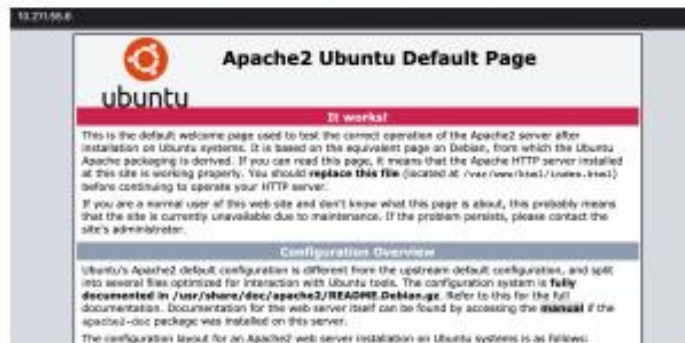 Apache2 Ubuntu Default Page
ubuntu
It works!
This is the default welcome page used to test the correct operation of the Apache2 server after
installation on Ubuntu systems. It is based on the equivalent page on Debian, from which the Ubuntu
Apache packaging is derived. If you can read this page, it means that the Apache HTTP server installed
at this site is working properly. You should replace this file (located at /var/www/html/index.html)
before continuing to operate your HTTP server.
If you are a normal user of this web site and don't know what this page is about, this probably means
that the site is currently unavailable due to maintenance. If the problem persists, please contact the
site's administrator.
Configuration Overview
Ubuntu's Apache2 default configuration is different from the upstream default configuration, and split
into several files optimized for interaction with Ubuntu tools. The configuration system is fully
documented in /usr/share/doc/apache2/README.Debian.gz. Refer to this for the full
documentation. Documentation for the web server itself can be found by accessing the manual if the
apache2-doc package was installed on this server.
The configuration layout for an Apache2 web server installation on Ubuntu systems is as follows: